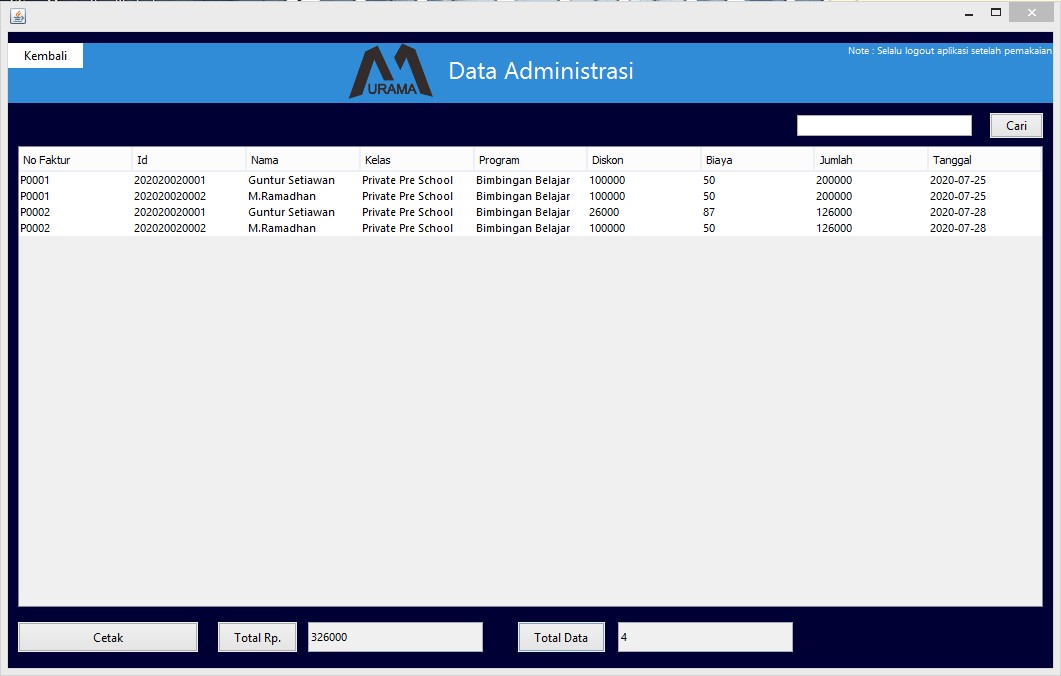 Kembali
URAMA
Data Administrasi
Note : Selalu logout aplikasi setelah pemakaian
Cari
No Faktur Id Nama Kelas Program Diskon Biaya Jumlah Tanggal
P0001 202020020001 Guntur Setiawan Private Pre School Bimbingan Belajar 100000 50 200000 2020-07-25
P0001 202020020002 M.Ramadhan Private Pre School Bimbingan Belajar 100000 50 200000 2020-07-25
P0002 202020020001 Guntur Setiawan Private Pre School Bimbingan Belajar 26000 87 126000 2020-07-28
P0002 202020020002 M.Ramadhan Private Pre School Bimbingan Belajar 100000 50 126000 2020-07-28
Cetak Total Rp. 326000 Total Data 4